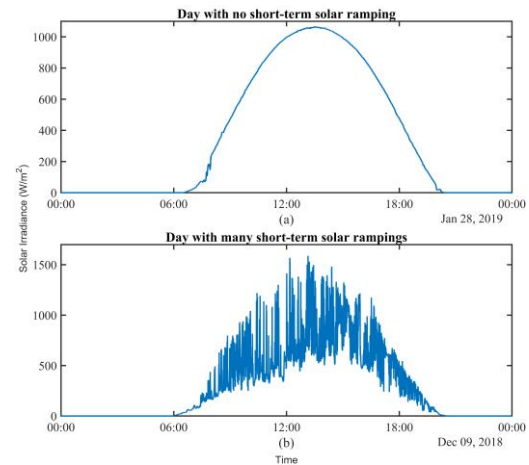 Day with no short-term solar ramping
1000
800
600
400
200
0
00:00 06:00 12:00 18:00 00:00
(a) Jan 28, 2019
Solar Irradiance (W/m²)
Day with many short-term solar rampings
1500
1000
500
0
00:00 06:00 12:00 18:00 00:00
(b) Dec 09, 2018
Time